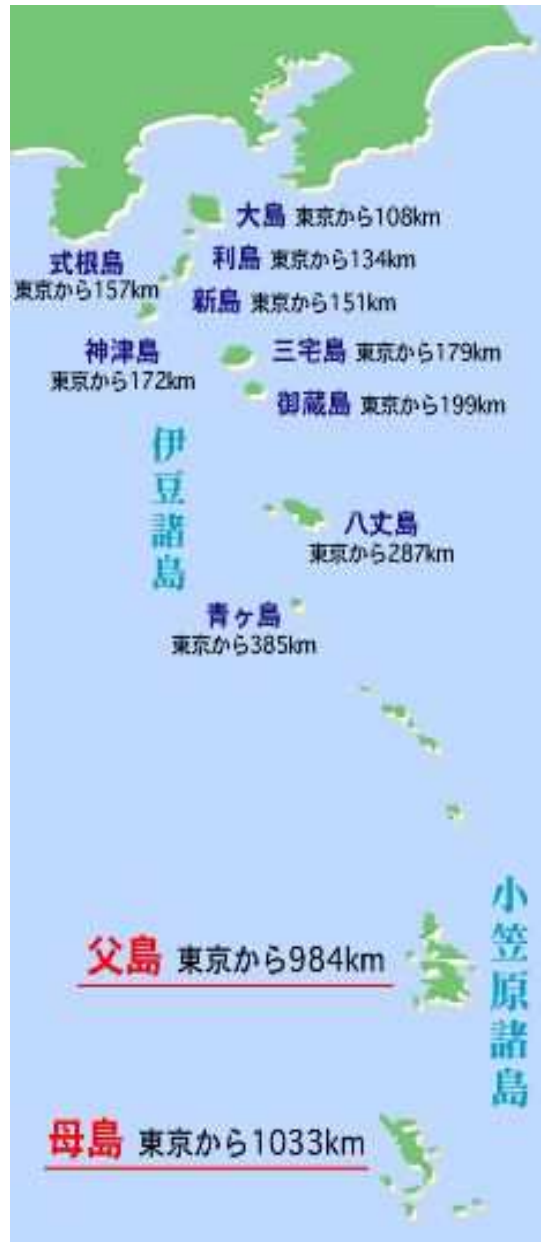 大島 東京から108km
利島 東京から134km
式根島
東京から157km
新島 東京から151km
神津島
東京から172km
三宅島 東京から179km
御蔵島 東京から199km
伊豆諸島
八丈島
東京から287km
青ヶ島
東京から385km
小笠原諸島
父島 東京から984km
母島 東京から1033km